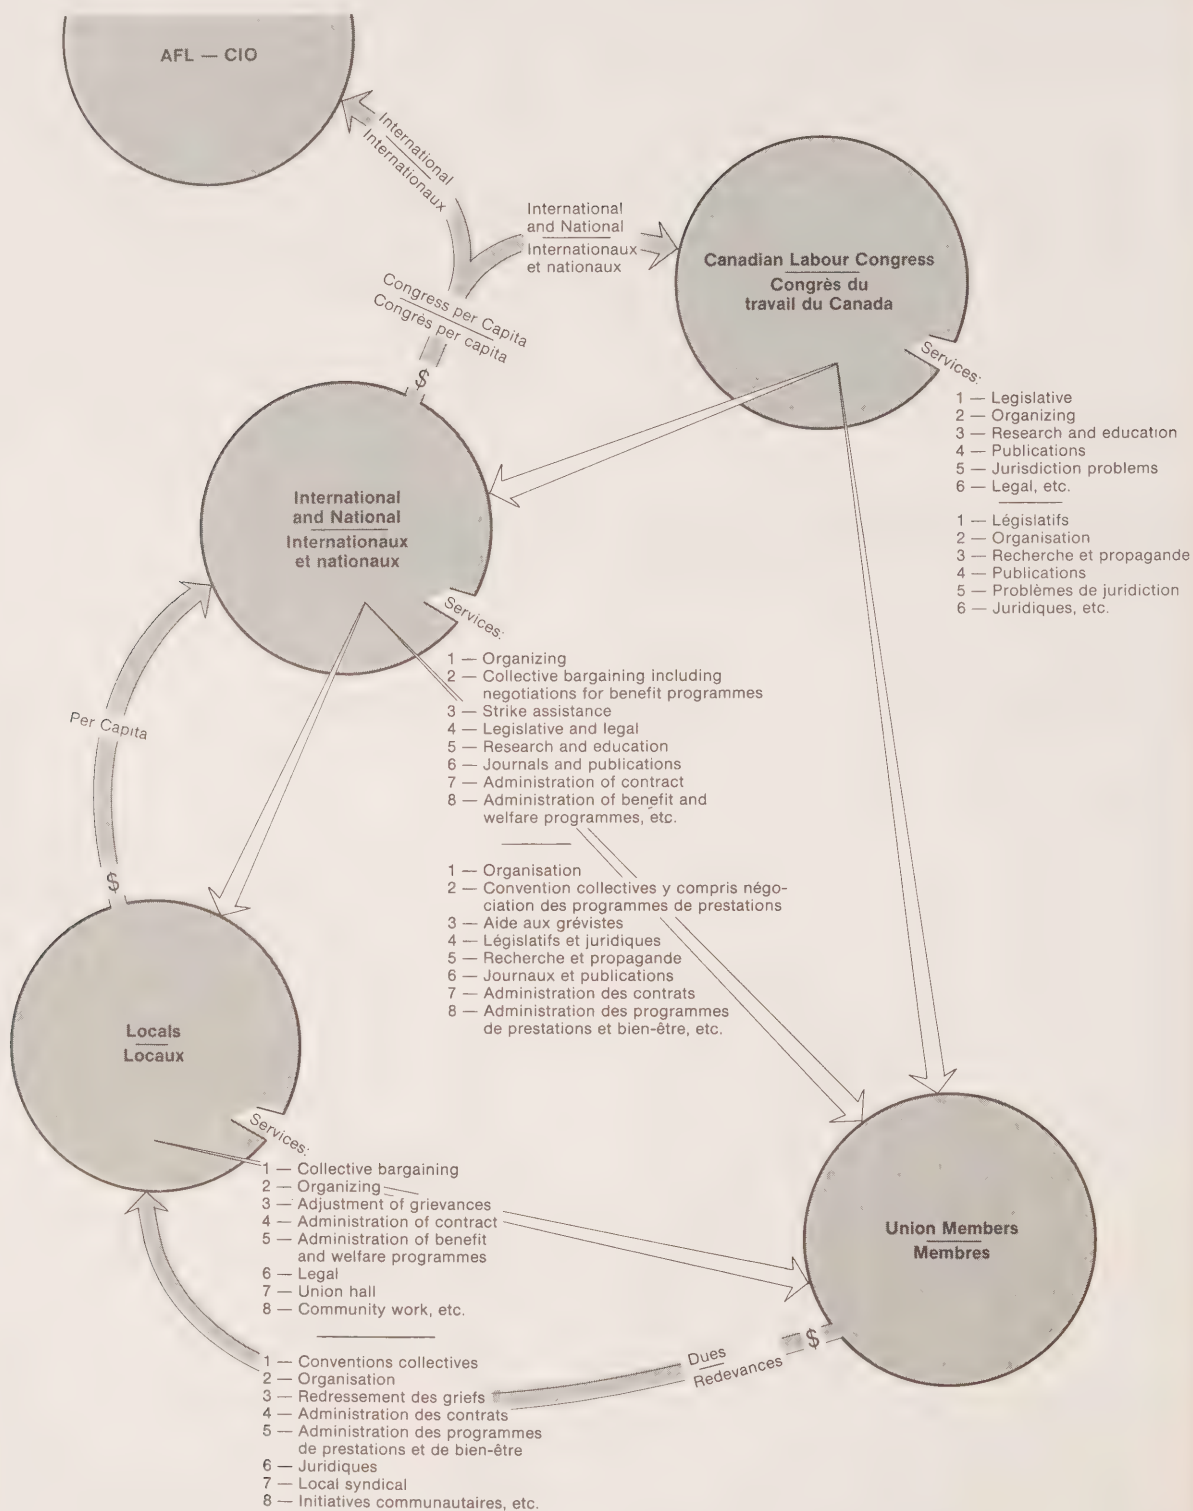 AFL — CIO
International
Internationaux
International
and National
Internationaux
et nationaux
Canadian Labour Congress
Congrès du
travail du Canada
Congress per Capita
Congrès per capita
$
Services:
1 — Legislative
2 — Organizing
3 — Research and education
4 — Publications
5 — Jurisdiction problems
6 — Legal, etc.
1 — Législatifs
2 — Organisation
3 — Recherche et propagande
4 — Publications
5 — Problèmes de juridiction
6 — Juridiques, etc.
International
and National
Internationaux
et nationaux
Services:
1 — Organizing
2 — Collective bargaining including
negotiations for benefit programmes
3 — Strike assistance
4 — Legislative and legal
5 — Research and education
6 — Journals and publications
7 — Administration of contract
8 — Administration of benefit and
welfare programmes, etc.
1 — Organisation
2 — Convention collectives y compris négo-
ciation des programmes de prestations
3 — Aide aux grévistes
4 — Législatifs et juridiques
5 — Recherche et propagande
6 — Journaux et publications
7 — Administration des contrats
8 — Administration des programmes
de prestations et bien-être, etc.
Per Capita
$
Locals
Locaux
Services:
1 — Collective bargaining
2 — Organizing
3 — Adjustment of grievances
4 — Administration of contract
5 — Administration of benefit
and welfare programmes
6 — Legal
7 — Union hall
8 — Community work, etc.
1 — Conventions collectives
2 — Organisation
3 — Redressement des griefs
4 — Administration des contrats
5 — Administration des programmes
de prestations et de bien-être
6 — Juridiques
7 — Local syndical
8 — Initiatives communautaires, etc.
Union Members
Membres
$
Dues
Redevances